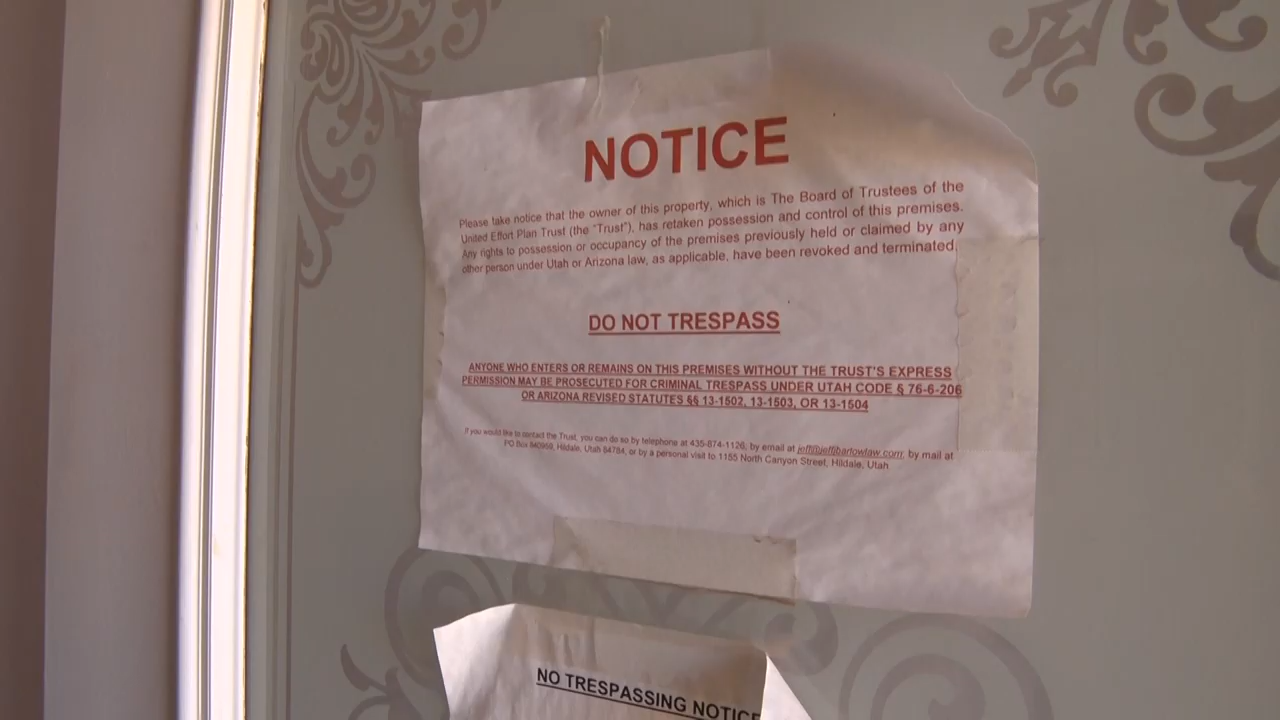 NOTICE
Please take notice that the owner of this property, which is The Board of Trustees of the
United Effort Plan Trust (the “Trust”), has retaken possession and control of this premises.
Any rights to possession or occupancy of the premises previously held or claimed by any
other person under Utah or Arizona law, as applicable, have been revoked and terminated.
DO NOT TRESPASS
ANYONE WHO ENTERS OR REMAINS ON THIS PREMISES WITHOUT THE TRUST’S EXPRESS
PERMISSION MAY BE PROSECUTED FOR CRIMINAL TRESPASS UNDER UTAH CODE § 76-6-206
OR ARIZONA REVISED STATUTES §§ 13-1502, 13-1503, OR 13-1504
If you would like to contact the Trust, you can do so by telephone at 435-874-1126, by email at jeff@jeffbarlowlaw.com, by mail at
PO Box 840959, Hildale, Utah 84784, or by a personal visit to 1155 North Canyon Street, Hildale, Utah
NO TRESPASSING NOTICE